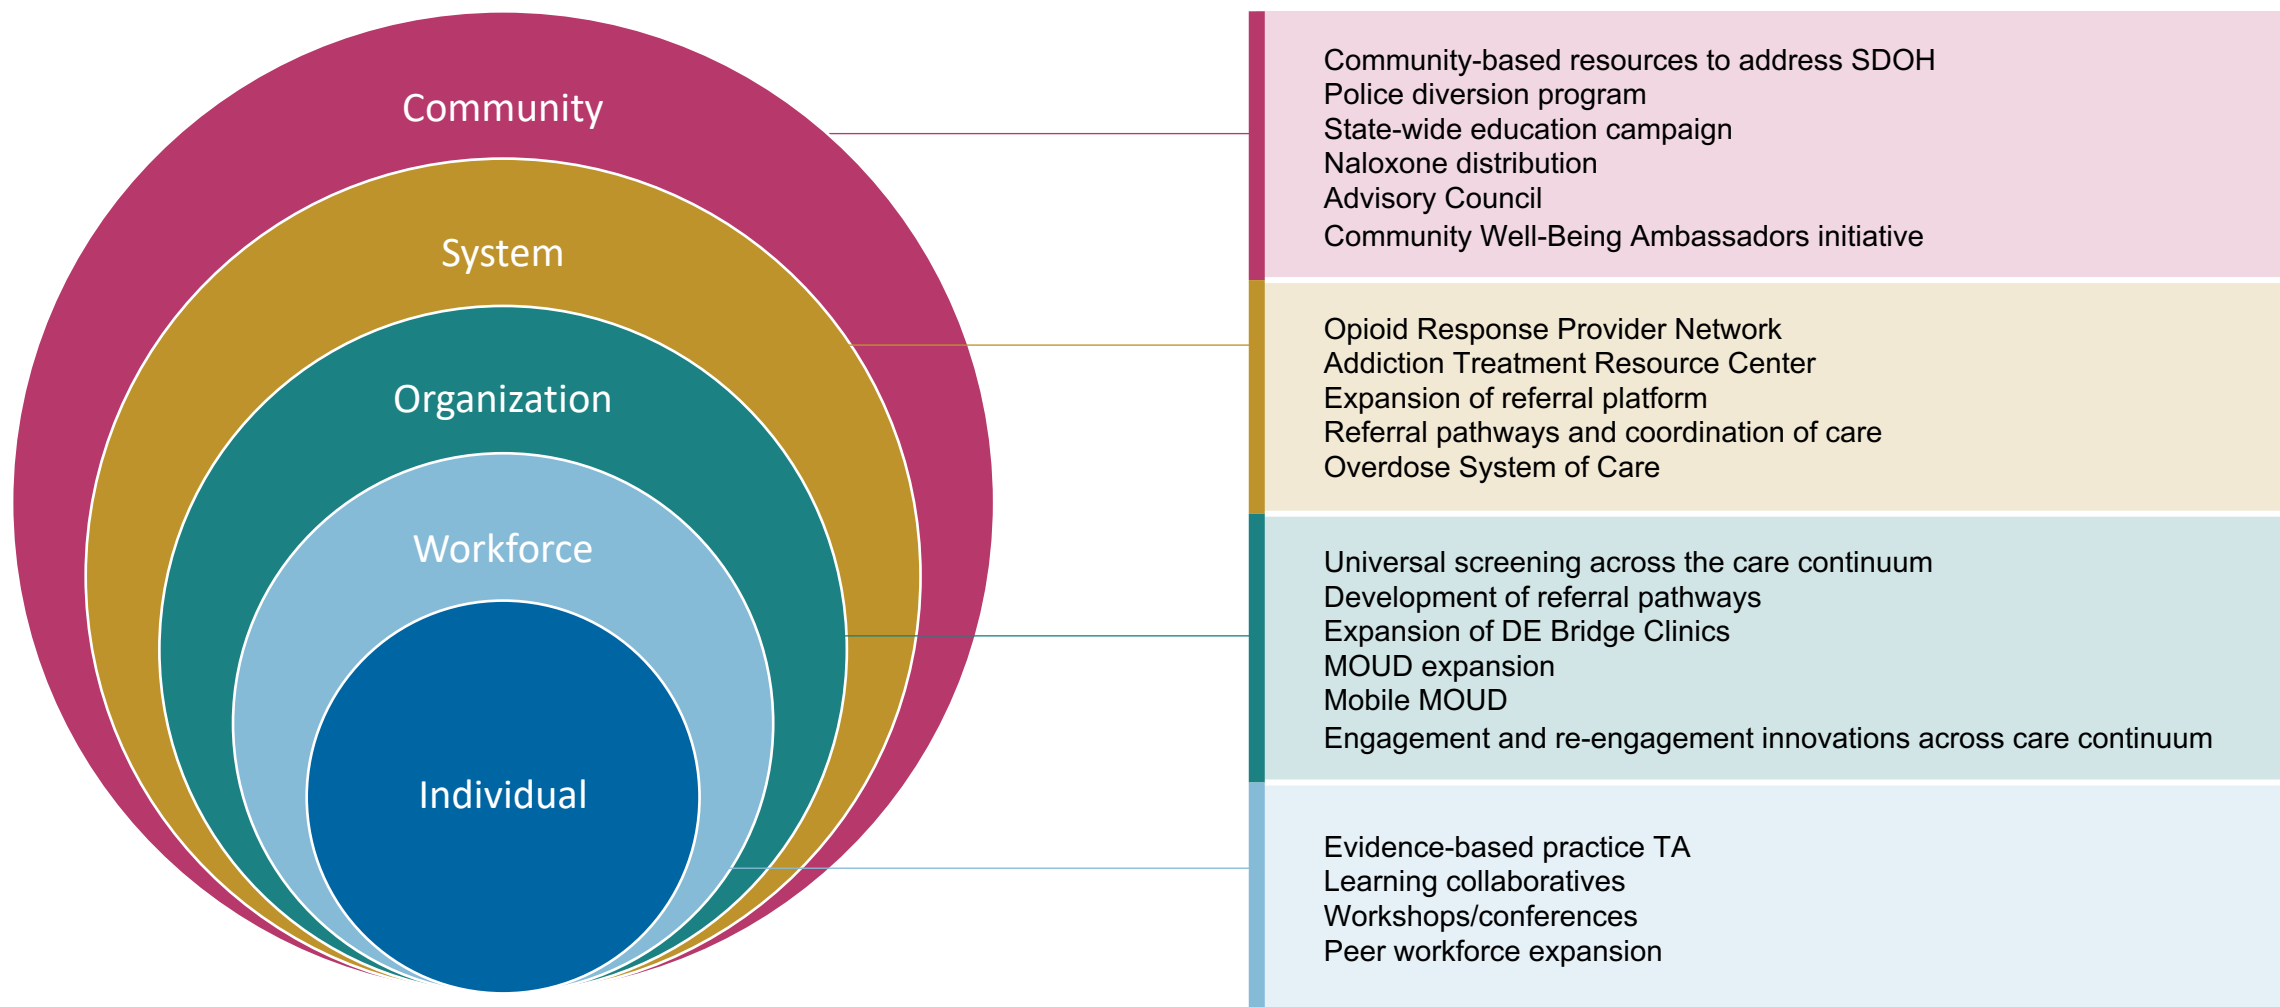 Community
System
Organization
Workforce
Individual
Community-based resources to address SDOH
Police diversion program
State-wide education campaign
Naloxone distribution
Advisory Council
Community Well-Being Ambassadors initiative
Opioid Response Provider Network
Addiction Treatment Resource Center
Expansion of referral platform
Referral pathways and coordination of care
Overdose System of Care
Universal screening across the care continuum
Development of referral pathways
Expansion of DE Bridge Clinics
MOUD expansion
Mobile MOUD
Engagement and re-engagement innovations across care continuum
Evidence-based practice TA
Learning collaboratives
Workshops/conferences
Peer workforce expansion